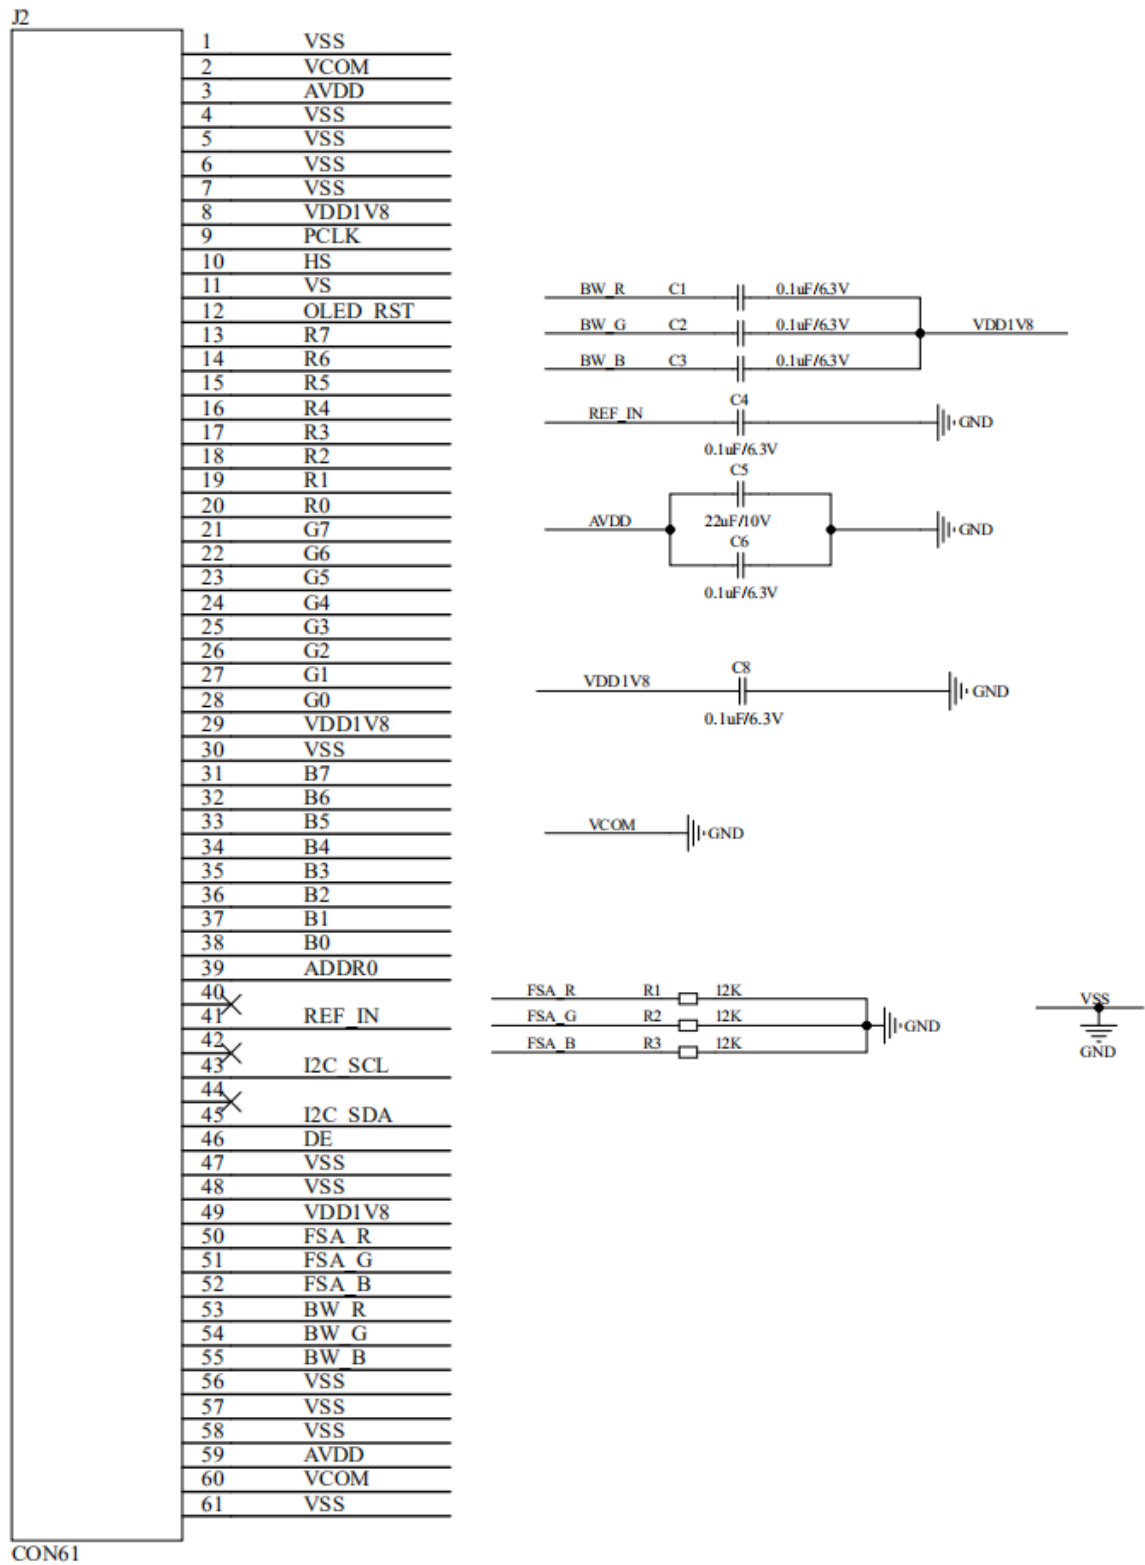 J2
1 VSS
2 VCOM
3 AVDD
4 VSS
5 VSS
6 VSS
7 VSS
8 VDD1V8
9 PCLK
10 HS
11 VS
12 OLED_RST
13 R7
14 R6
15 R5
16 R4
17 R3
18 R2
19 R1
20 R0
21 G7
22 G6
23 G5
24 G4
25 G3
26 G2
27 G1
28 G0
29 VDD1V8
30 VSS
31 B7
32 B6
33 B5
34 B4
35 B3
36 B2
37 B1
38 B0
39 ADDR0
40
41 REF_IN
42
43 I2C_SCL
44
45 I2C_SDA
46 DE
47 VSS
48 VSS
49 VDD1V8
50 FSA_R
51 FSA_G
52 FSA_B
53 BW_R
54 BW_G
55 BW_B
56 VSS
57 VSS
58 VSS
59 AVDD
60 VCOM
61 VSS
CON61
BW_R C1 0.1uF/6.3V
BW_G C2 0.1uF/6.3V VDD1V8
BW_B C3 0.1uF/6.3V
C4
REF_IN GND
0.1uF/6.3V
C5
AVDD 22uF/10V GND
C6
0.1uF/6.3V
C8
VDD1V8 GND
0.1uF/6.3V
VCOM GND
FSA_R R1 12K
FSA_G R2 12K GND
FSA_B R3 12K
VSS
GND